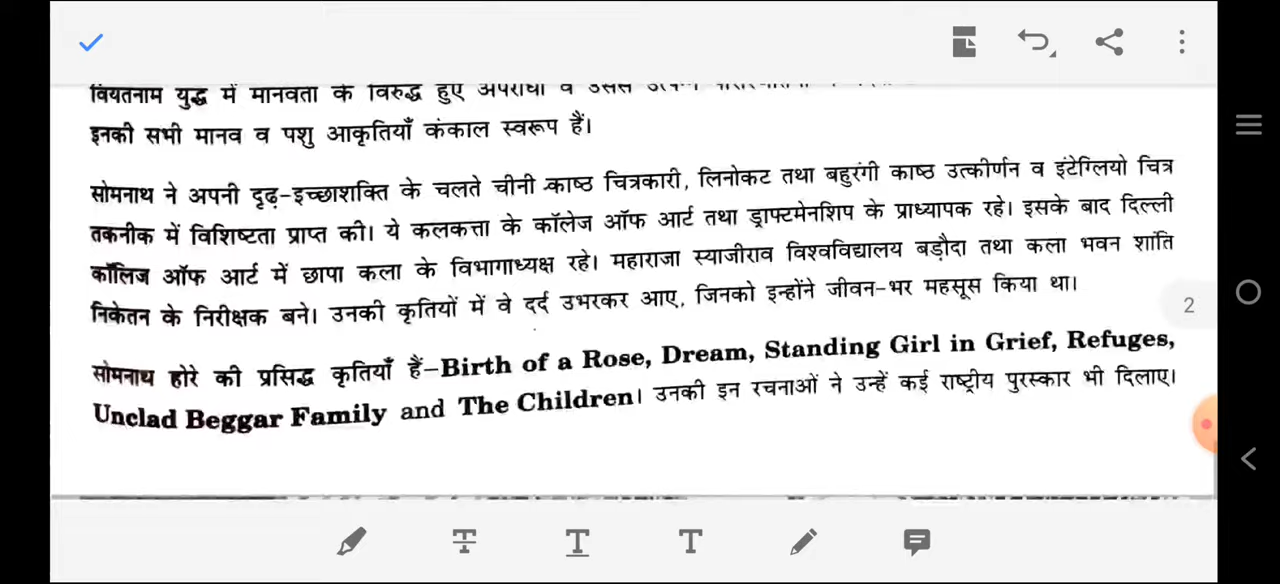 वियतनाम युद्ध में मानवता के विरुद्ध हुए अपराधों व उससे
इनकी सभी मानव व पशु आकृतियाँ कंकाल स्वरूप हैं।
सोमनाथ ने अपनी दृढ़-इच्छाशक्ति के चलते चीनी काष्ठ चित्रकारी, लिनोकट तथा बहुरंगी काष्ठ उत्कीर्णन व इंटेग्लियो चित्र
तकनीक में विशिष्टता प्राप्त की। ये कलकत्ता के कॉलेज ऑफ आर्ट तथा ड्राफ्टमेनशिप के प्राध्यापक रहे। इसके बाद दिल्ली
कॉलिज ऑफ आर्ट में छापा कला के विभागाध्यक्ष रहे। महाराजा स्याजीराव विश्वविद्यालय बड़ौदा तथा कला भवन शांति
निकेतन के निरीक्षक बने। उनकी कृतियों में वे दर्द उभरकर आए, जिनको इन्होंने जीवन-भर महसूस किया था।
2
सोमनाथ होरे की प्रसिद्ध कृतियाँ हैं-Birth of a Rose, Dream, Standing Girl in Grief, Refuges,
Unclad Beggar Family and The Children। उनकी इन रचनाओं ने उन्हें कई राष्ट्रीय पुरस्कार भी दिलाए।